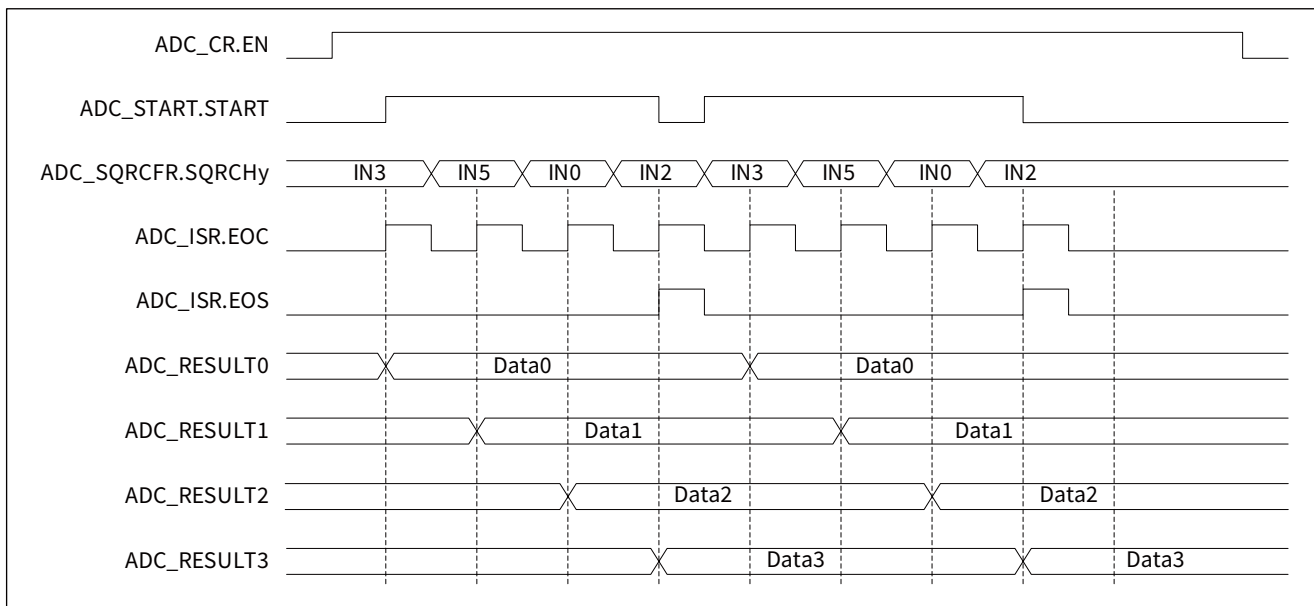 ADC_CR.EN
ADC_START.START
ADC_SQRCFR.SQRCHy IN3 IN5 IN0 IN2 IN3 IN5 IN0 IN2
ADC_ISR.EOC
ADC_ISR.EOS
ADC_RESULT0 Data0 Data0
ADC_RESULT1 Data1 Data1
ADC_RESULT2 Data2 Data2
ADC_RESULT3 Data3 Data3